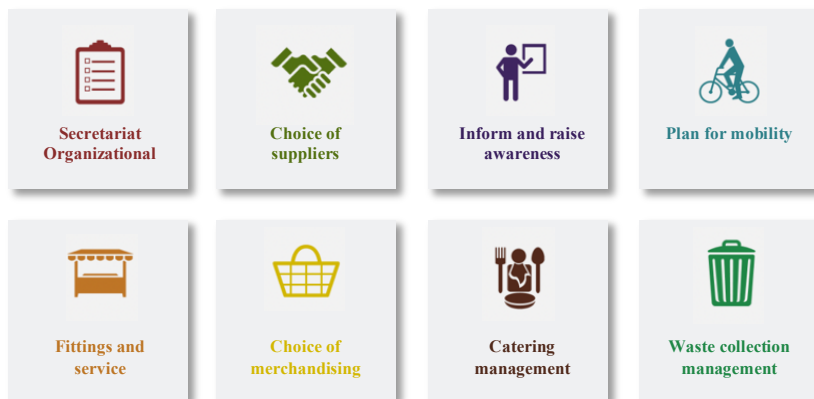 Secretariat
Organizational
Choice of
suppliers
Inform and raise
awareness
Plan for mobility
Fittings and
service
Choice of
merchandising
Catering
management
Waste collection
management